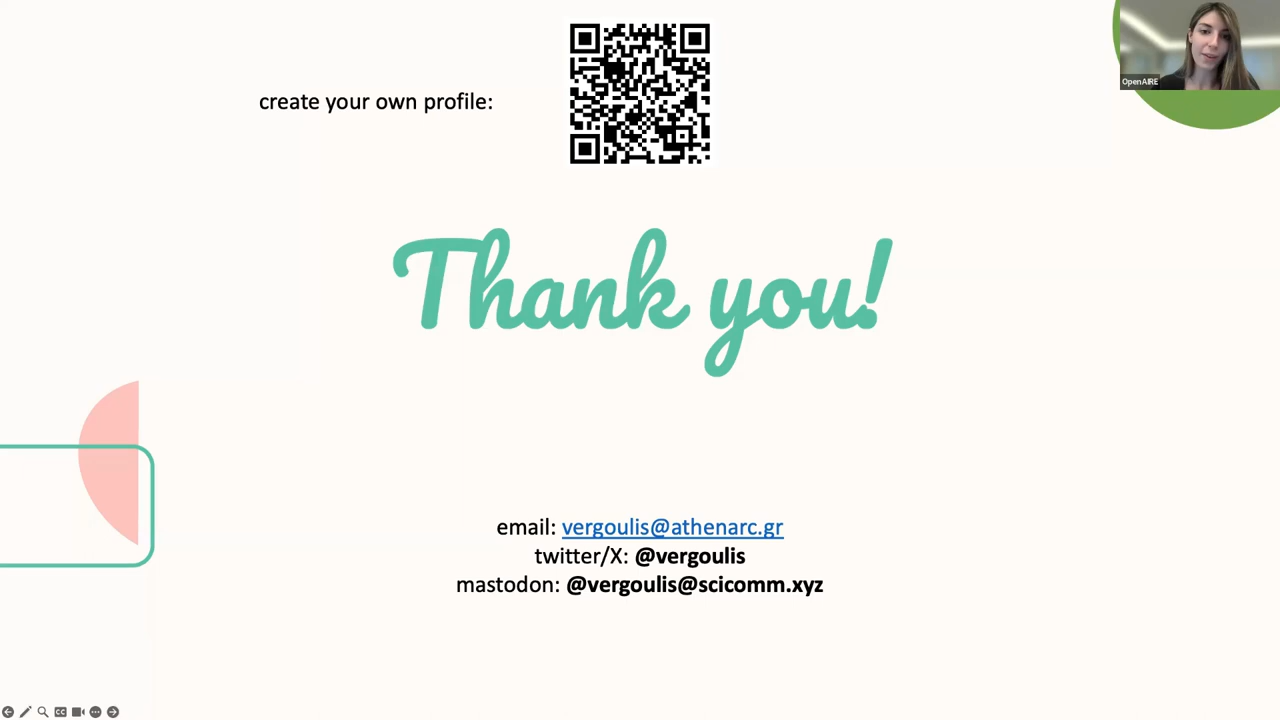 create your own profile:
OpenAIRE
Thank you!
email: vergoulis@athenarc.gr
twitter/X: @vergoulis
mastodon: @vergoulis@scicomm.xyz